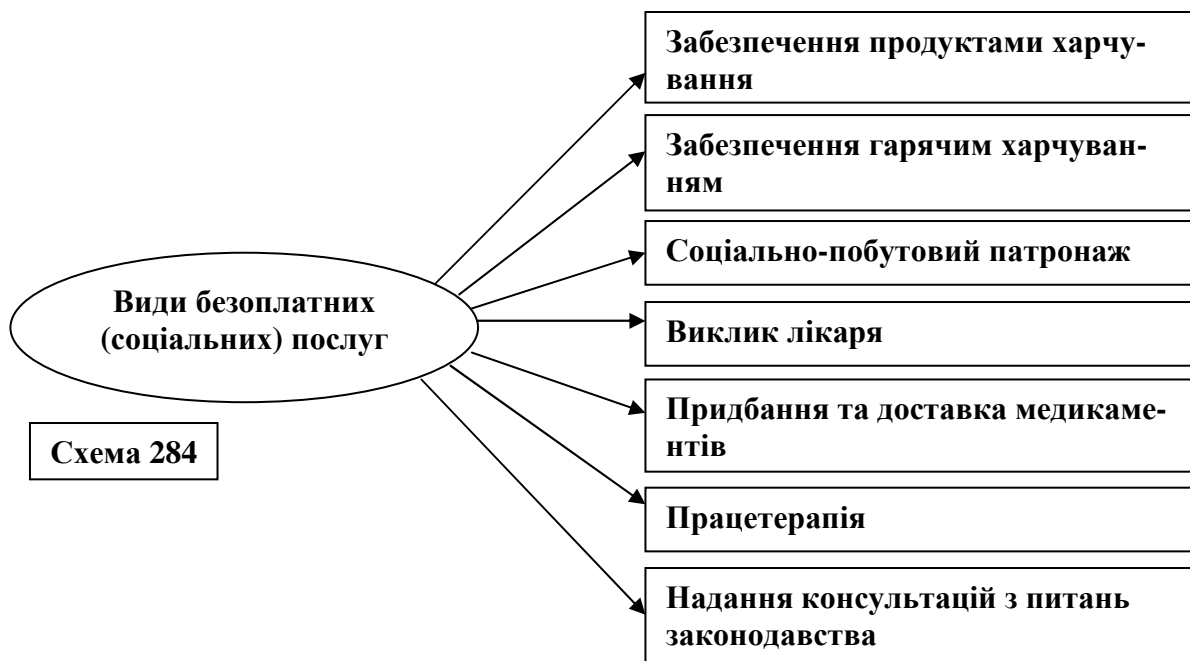 Забезпечення продуктами харчу-
вання
Забезпечення гарячим харчуван-
ням
Соціально-побутовий патронаж
Види безоплатних
(соціальних) послуг
Виклик лікаря
Придбання та доставка медикаме-
нтів
Схема 284
Працетерапія
Надання консультацій з питань
законодавства